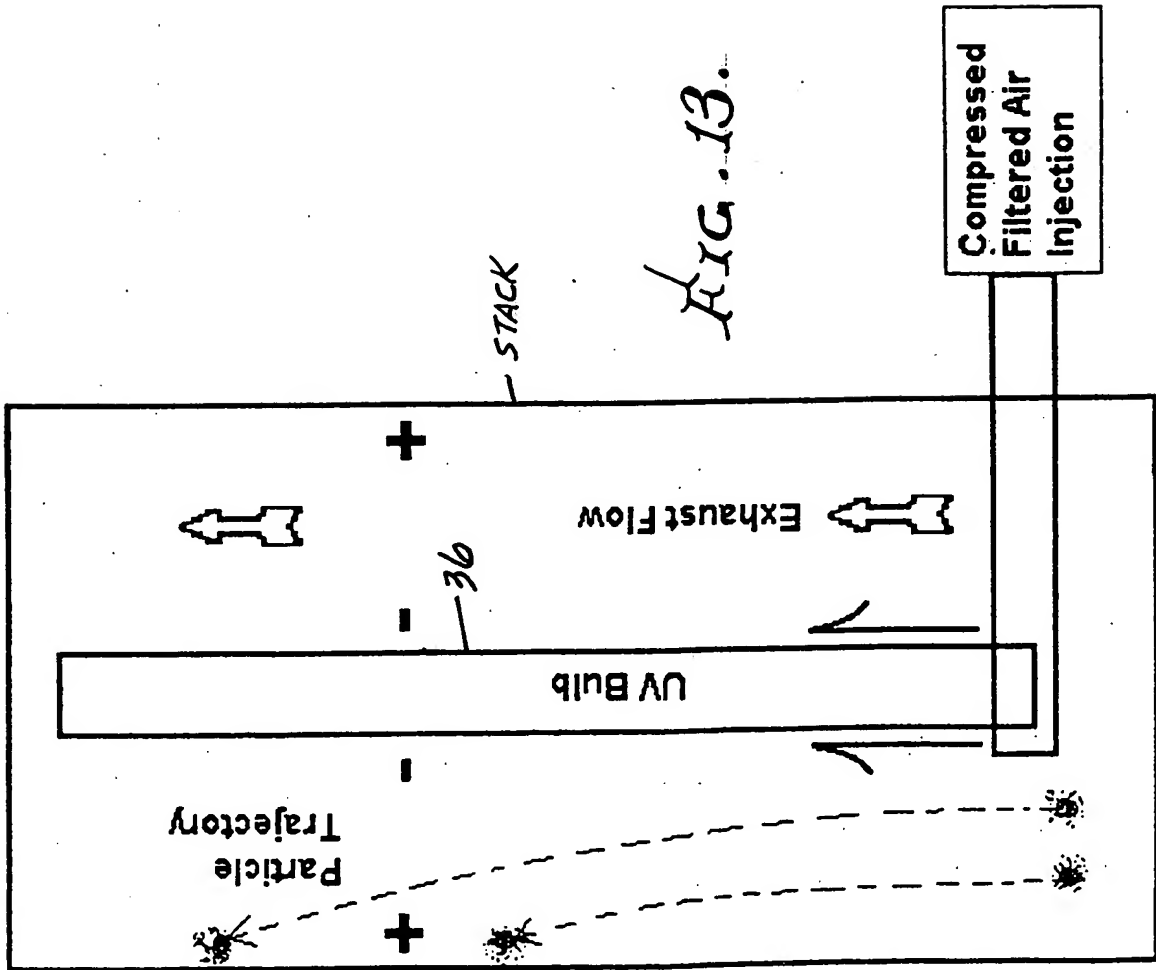 STACK
FIG. 13.
+
+
-
-
36
Exhaust Flow
UV Bulb
Particle
Trajectory
Compressed
Filtered Air
Injection